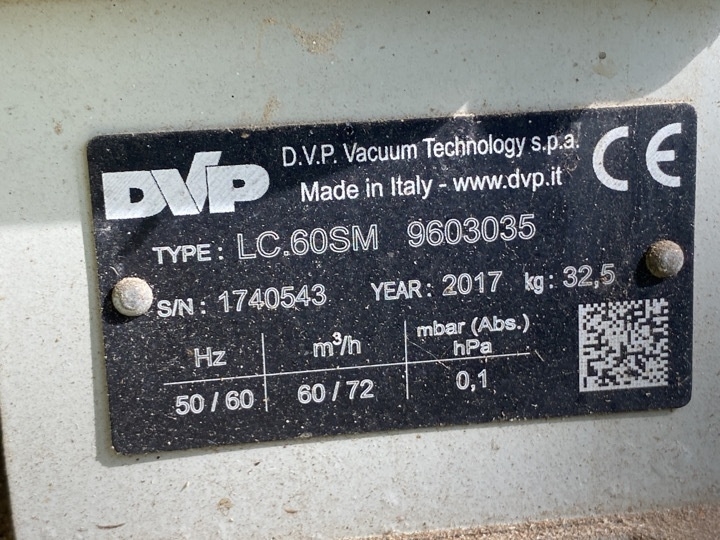 DVP
D.V.P. Vacuum Technology s.p.a.
Made in Italy - www.dvp.it
CE
TYPE: LC.60SM 9603035
S/N: 1740543 YEAR: 2017 kg: 32,5
Hz m³/h mbar (Abs.) hPa
50 / 60 60 / 72 0,1